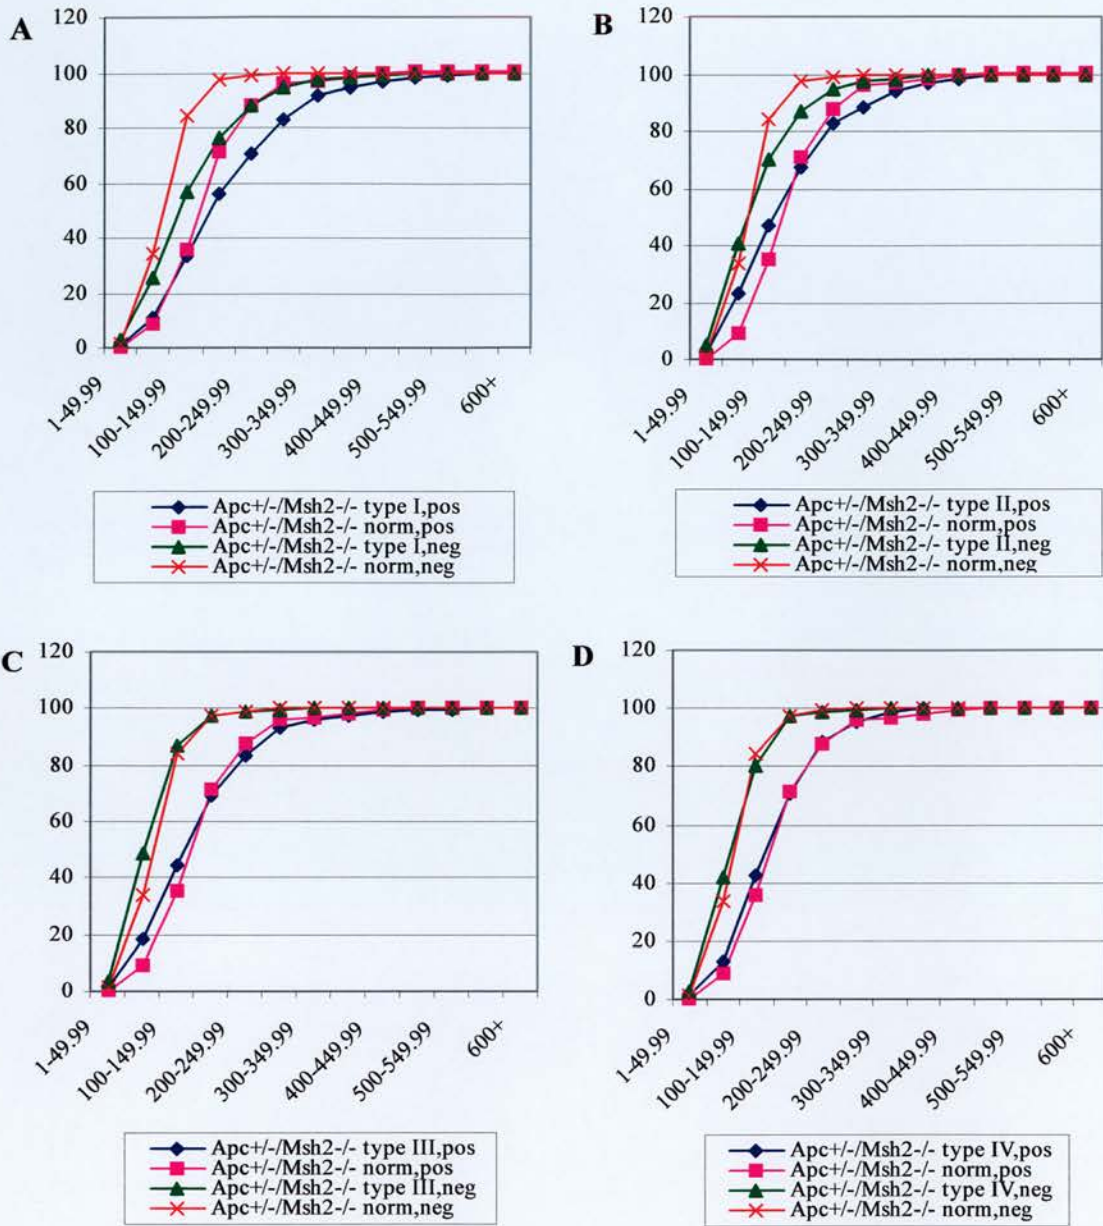 A
120
100
80
60
40
20
0
1-49.99
100-149.99
200-249.99
300-349.99
400-449.99
500-549.99
600+
Apc+/-/Msh2-/- type I,pos
Apc+/-/Msh2-/- norm,pos
Apc+/-/Msh2-/- type I,neg
Apc+/-/Msh2-/- norm,neg
B
120
100
80
60
40
20
0
1-49.99
100-149.99
200-249.99
300-349.99
400-449.99
500-549.99
600+
Apc+/-/Msh2-/- type II,pos
Apc+/-/Msh2-/- norm,pos
Apc+/-/Msh2-/- type II,neg
Apc+/-/Msh2-/- norm,neg
C
120
100
80
60
40
20
0
1-49.99
100-149.99
200-249.99
300-349.99
400-449.99
500-549.99
600+
Apc+/-/Msh2-/- type III,pos
Apc+/-/Msh2-/- norm,pos
Apc+/-/Msh2-/- type III,neg
Apc+/-/Msh2-/- norm,neg
D
120
100
80
60
40
20
0
1-49.99
100-149.99
200-249.99
300-349.99
400-449.99
500-549.99
600+
Apc+/-/Msh2-/- type IV,pos
Apc+/-/Msh2-/- norm,pos
Apc+/-/Msh2-/- type IV,neg
Apc+/-/Msh2-/- norm,neg